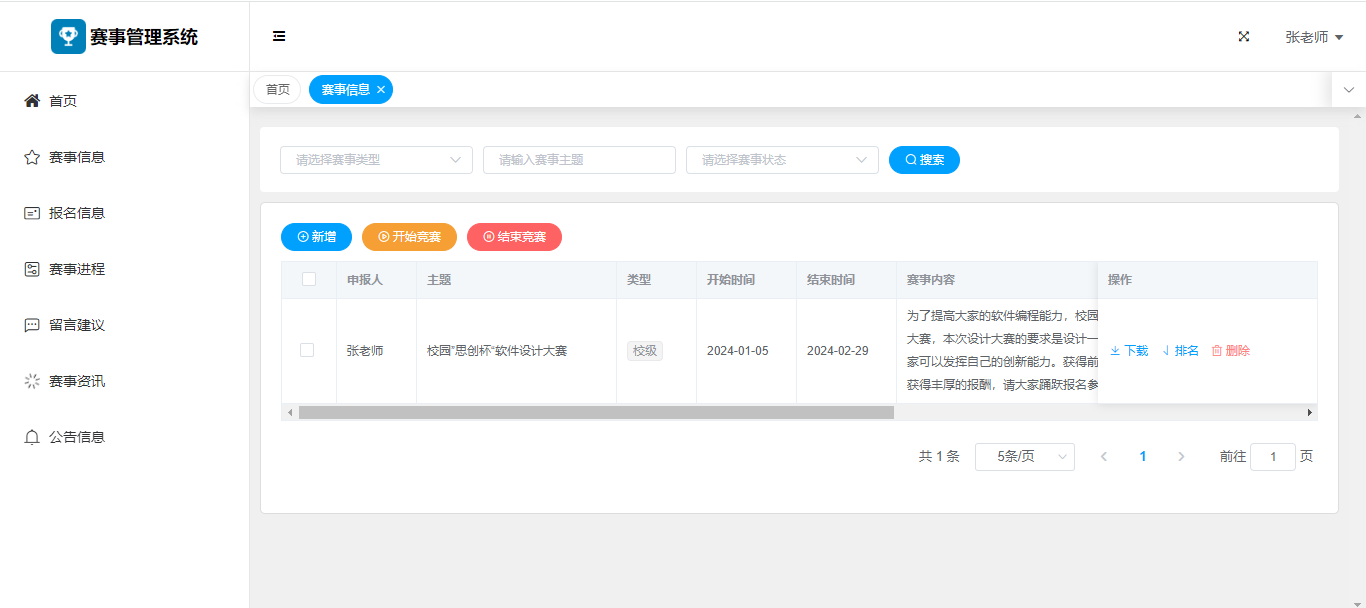 赛事管理系统
张老师
首页
赛事信息
报名信息
赛事进程
留言建议
赛事资讯
公告信息
首页 赛事信息
请选择赛事类型 请输入赛事主题 请选择赛事状态 搜索
新增 开始竞赛 结束竞赛
申报人 主题 类型 开始时间 结束时间 赛事内容 操作
张老师 校园"思创杯"软件设计大赛 校级 2024-01-05 2024-02-29
为了提高大家的软件编程能力，校园
大赛，本次设计大赛的要求是设计一
家可以发挥自己的创新能力。获得前
获得丰厚的报酬，请大家踊跃报名参
下载 排名 删除
共 1 条 5条/页 1 前往 1 页